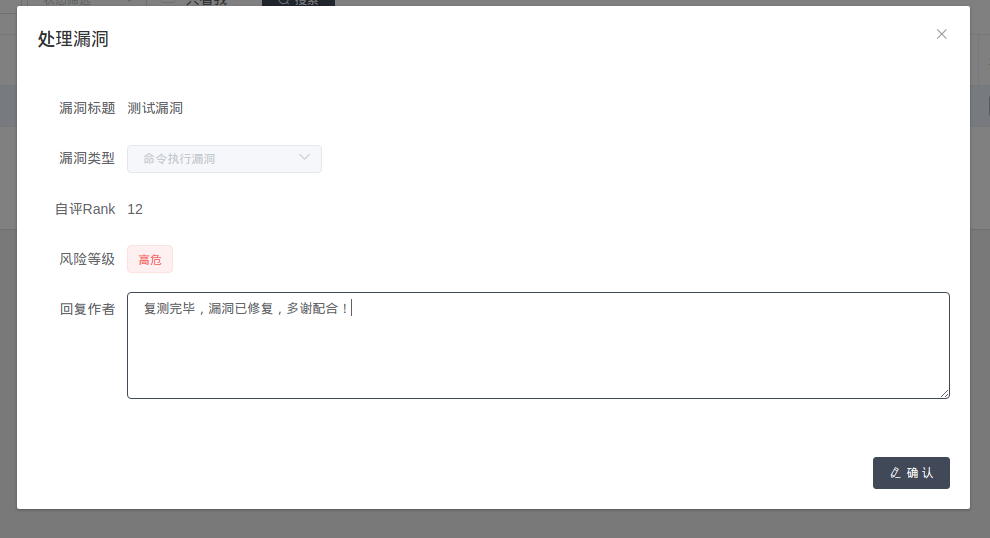 处理漏洞
漏洞标题 测试漏洞
漏洞类型 命令执行漏洞
自评Rank 12
风险等级 高危
回复作者 复测完毕，漏洞已修复，多谢配合！
确 认